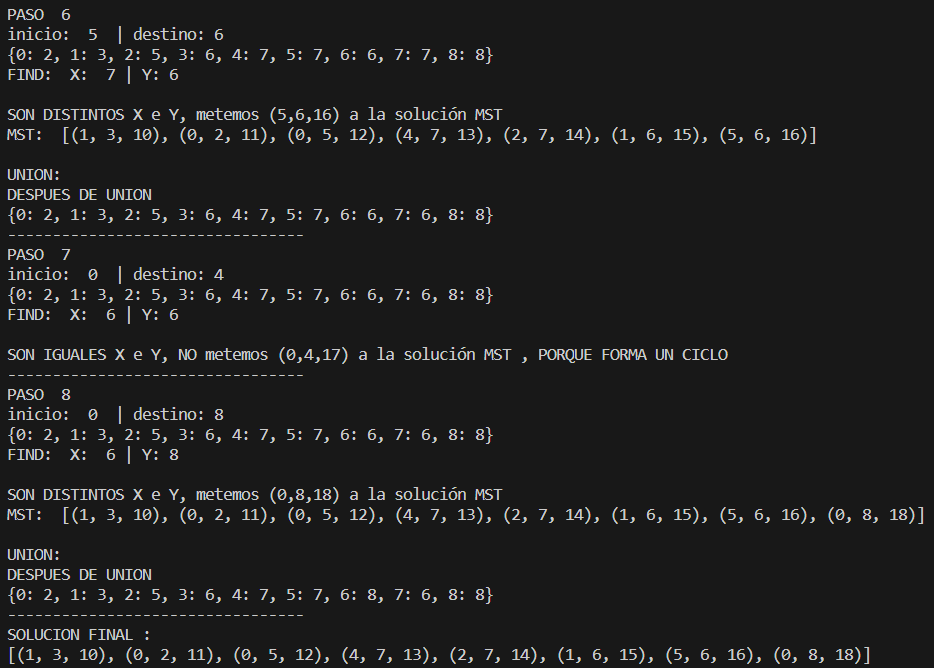 PASO  6
inicio:  5  | destino: 6
{0: 2, 1: 3, 2: 5, 3: 6, 4: 7, 5: 7, 6: 6, 7: 7, 8: 8}
FIND:  X:  7 | Y: 6
SON DISTINTOS X e Y, metemos (5,6,16) a la solución MST
MST:  [(1, 3, 10), (0, 2, 11), (0, 5, 12), (4, 7, 13), (2, 7, 14), (1, 6, 15), (5, 6, 16)]
UNION:
DESPUES DE UNION
{0: 2, 1: 3, 2: 5, 3: 6, 4: 7, 5: 7, 6: 6, 7: 6, 8: 8}
---------------------------------
PASO  7
inicio:  0  | destino: 4
{0: 2, 1: 3, 2: 5, 3: 6, 4: 7, 5: 7, 6: 6, 7: 6, 8: 8}
FIND:  X:  6 | Y: 6
SON IGUALES X e Y, NO metemos (0,4,17) a la solución MST , PORQUE FORMA UN CICLO
---------------------------------
PASO  8
inicio:  0  | destino: 8
{0: 2, 1: 3, 2: 5, 3: 6, 4: 7, 5: 7, 6: 6, 7: 6, 8: 8}
FIND:  X:  6 | Y: 8
SON DISTINTOS X e Y, metemos (0,8,18) a la solución MST
MST:  [(1, 3, 10), (0, 2, 11), (0, 5, 12), (4, 7, 13), (2, 7, 14), (1, 6, 15), (5, 6, 16), (0, 8, 18)]
UNION:
DESPUES DE UNION
{0: 2, 1: 3, 2: 5, 3: 6, 4: 7, 5: 7, 6: 8, 7: 6, 8: 8}
---------------------------------
SOLUCION FINAL :
[(1, 3, 10), (0, 2, 11), (0, 5, 12), (4, 7, 13), (2, 7, 14), (1, 6, 15), (5, 6, 16), (0, 8, 18)]